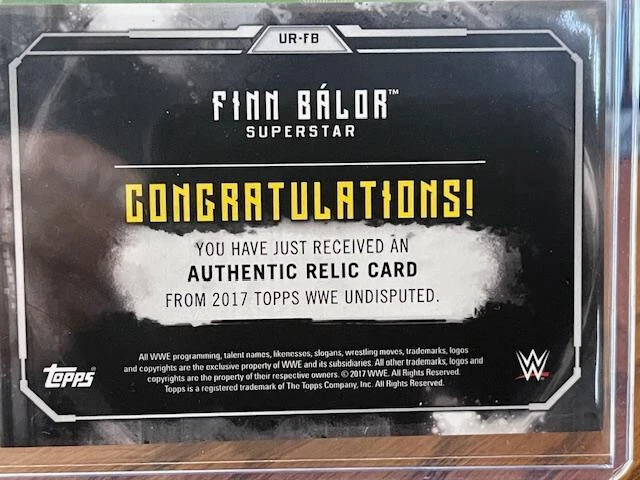 UR-FB
FINN BÁLOR™
SUPERSTAR
CONGRATULATIONS!
YOU HAVE JUST RECEIVED AN
AUTHENTIC RELIC CARD
FROM 2017 TOPPS WWE UNDISPUTED.
All WWE programming, talent names, likenesses, slogans, wrestling moves, trademarks, logos
and copyrights are the exclusive property of WWE and its subsidiaries. All other trademarks, logos and
copyrights are the property of their respective owners. © 2017 WWE. All Rights Reserved.
Topps is a registered trademark of The Topps Company, Inc. All Rights Reserved.
Topps
W